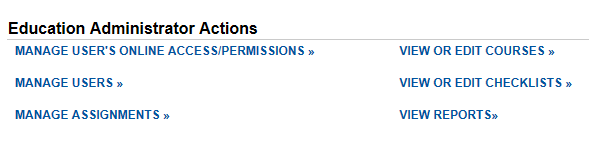 Education Administrator Actions
MANAGE USER'S ONLINE ACCESS/PERMISSIONS » VIEW OR EDIT COURSES »
MANAGE USERS » VIEW OR EDIT CHECKLISTS »
MANAGE ASSIGNMENTS » VIEW REPORTS»